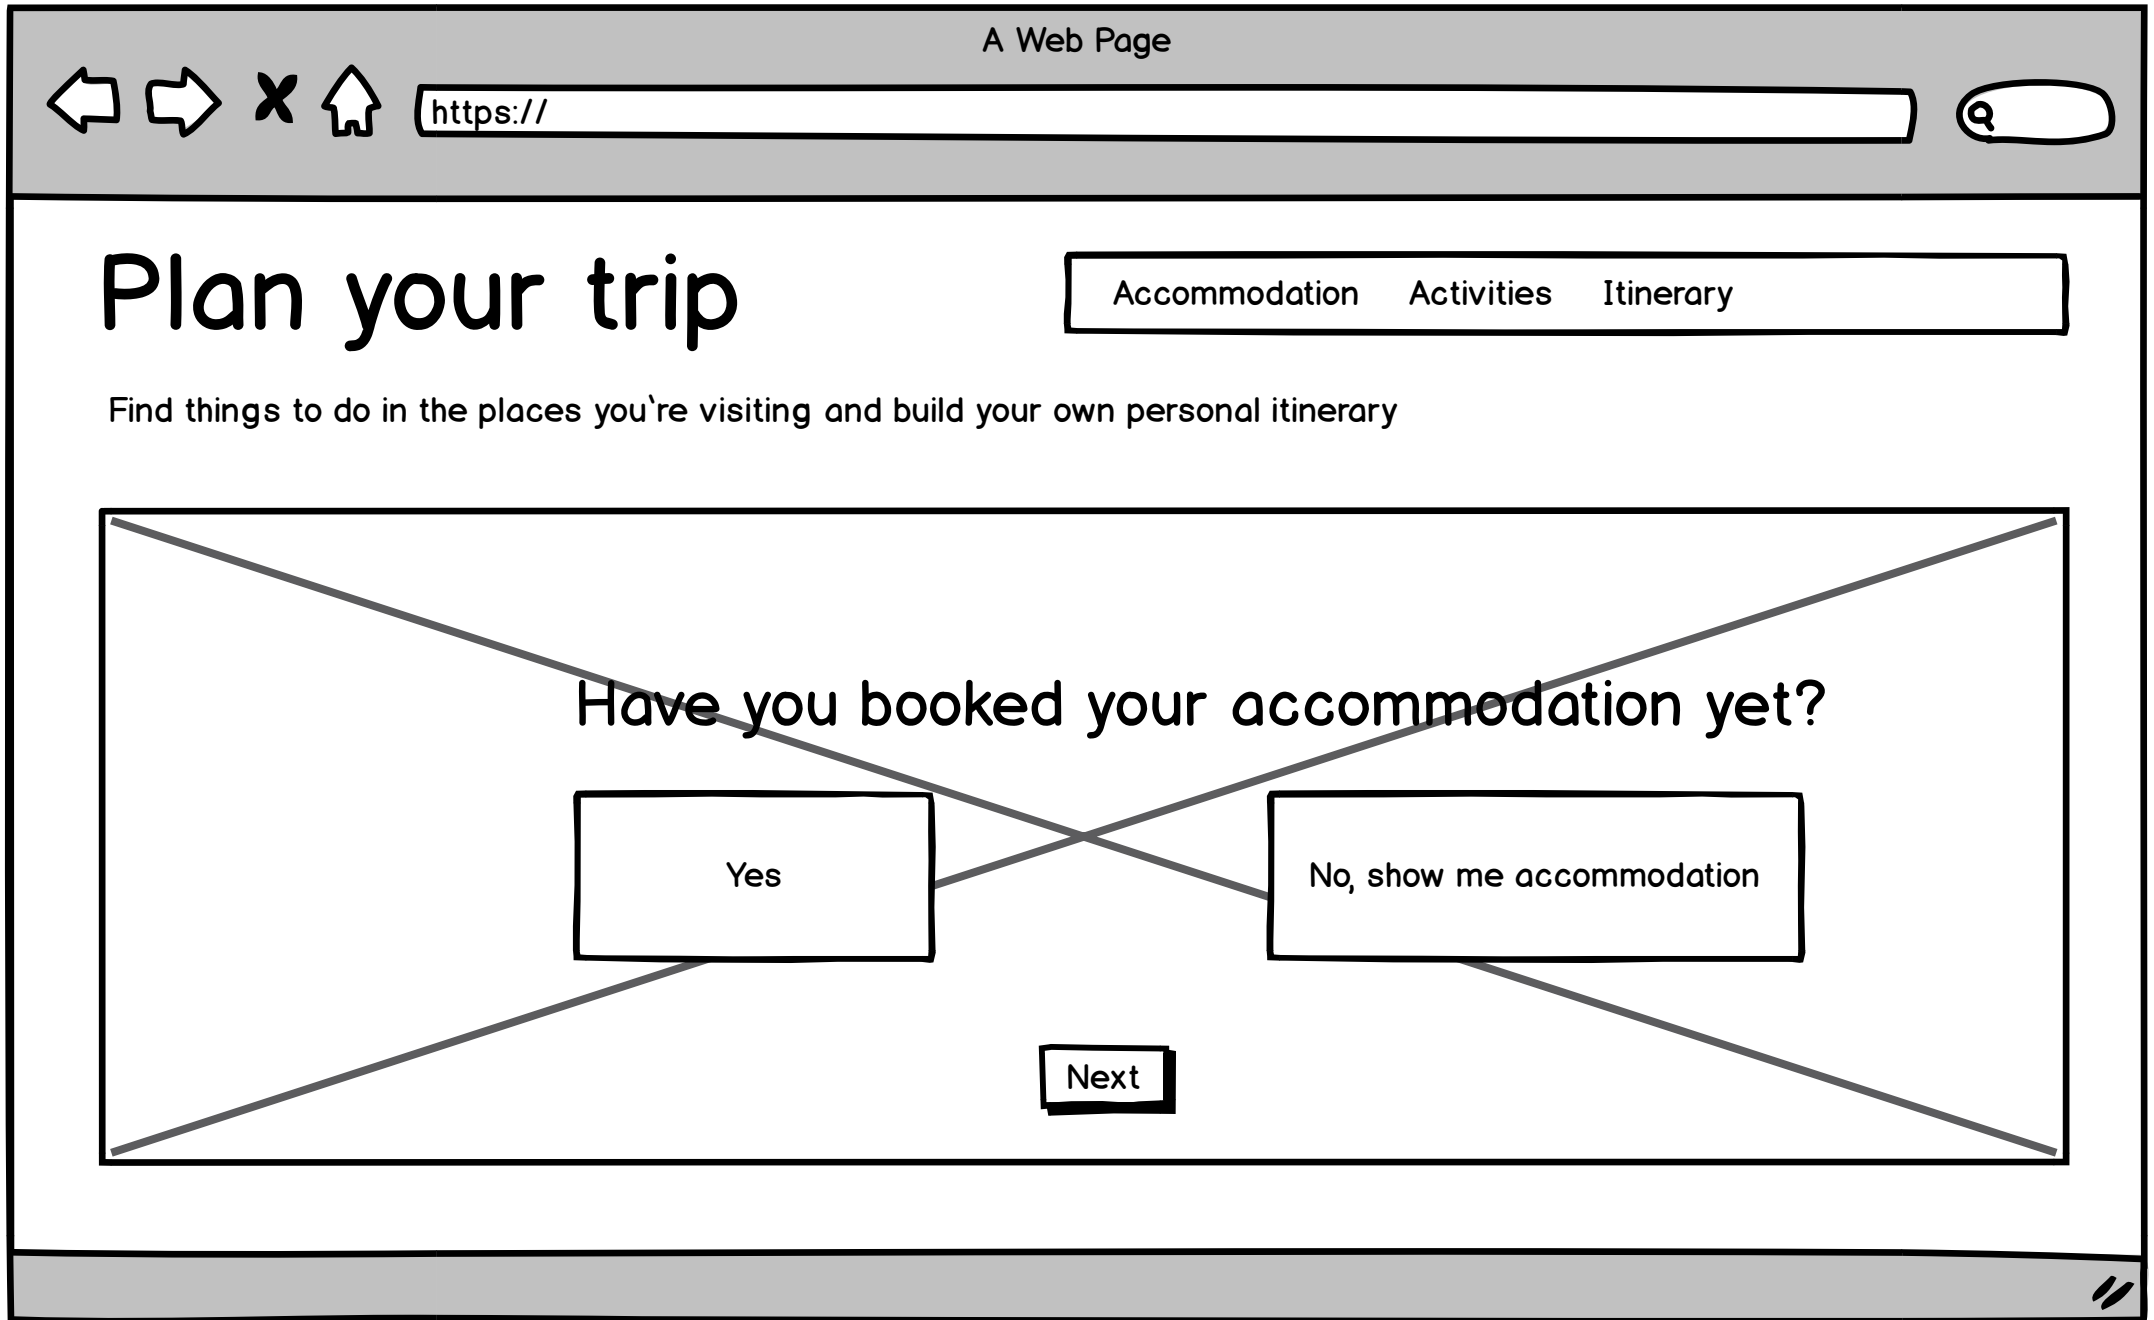 A Web Page
https://
Plan your trip
Accommodation Activities Itinerary
Find things to do in the places you`re visiting and build your own personal itinerary
Have you booked your accommodation yet?
Yes
No, show me accommodation
Next